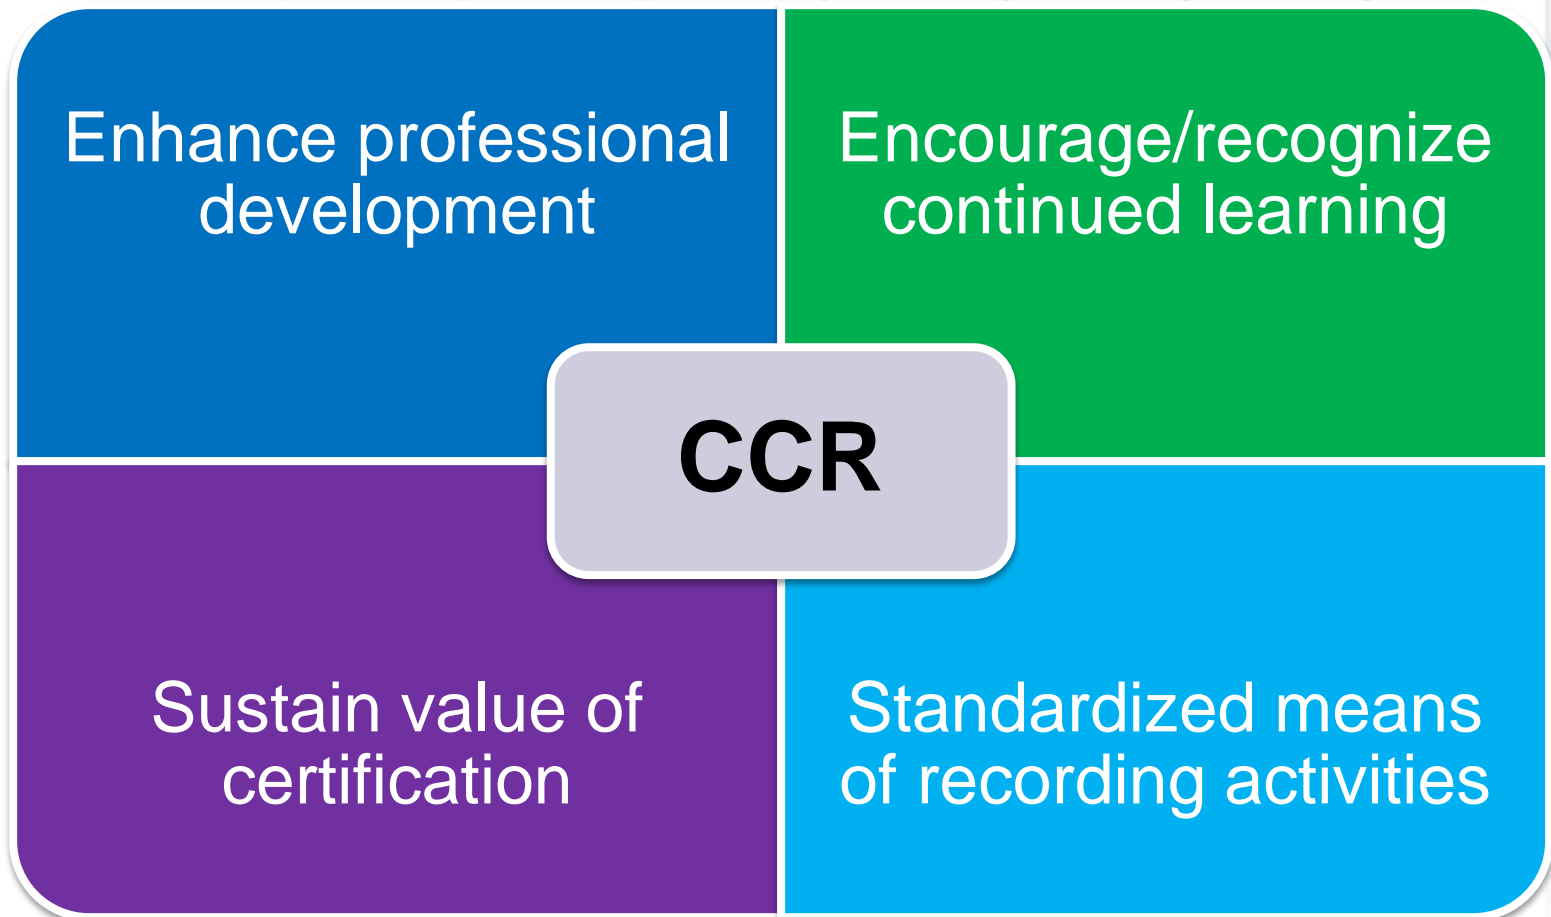 Enhance professional
development
Encourage/recognize
continued learning
CCR
Sustain value of
certification
Standardized means
of recording activities